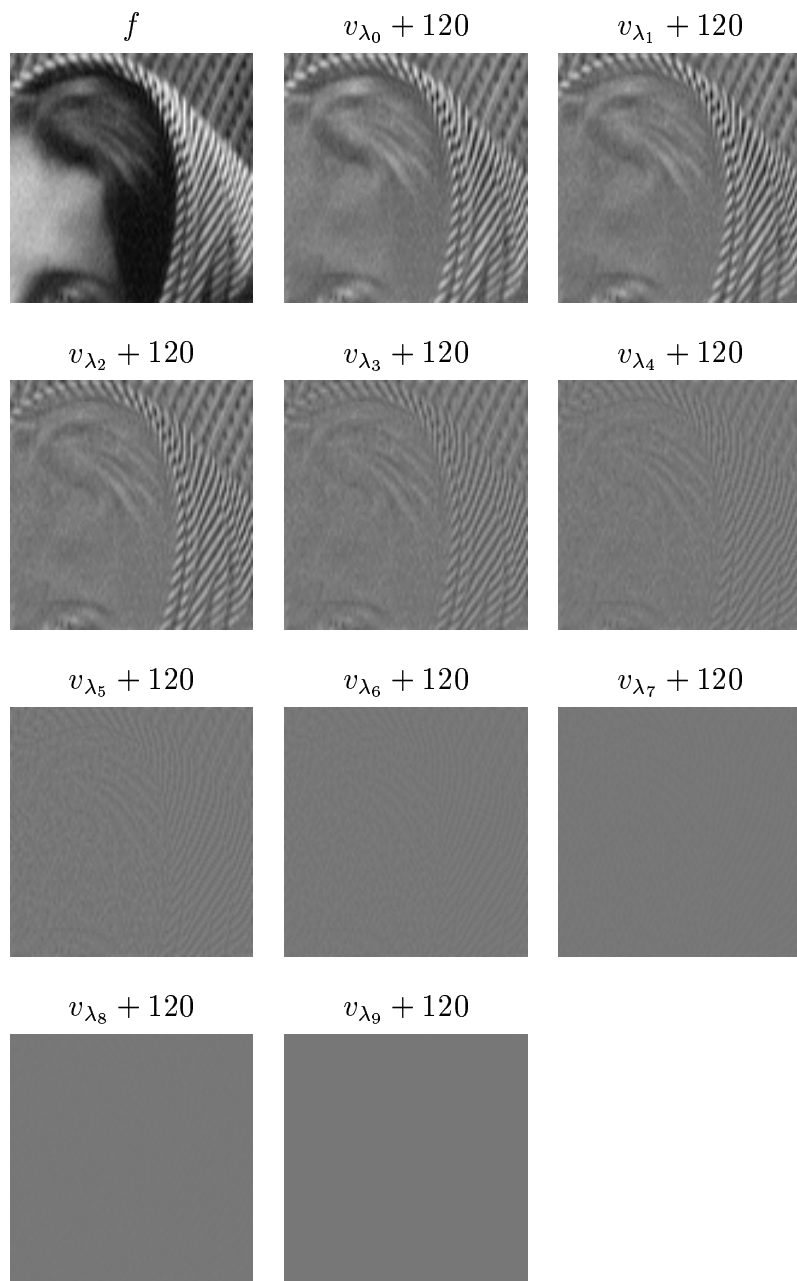 f v_{λ_0} + 120 v_{λ_1} + 120
v_{λ_2} + 120 v_{λ_3} + 120 v_{λ_4} + 120
v_{λ_5} + 120 v_{λ_6} + 120 v_{λ_7} + 120
v_{λ_8} + 120 v_{λ_9} + 120